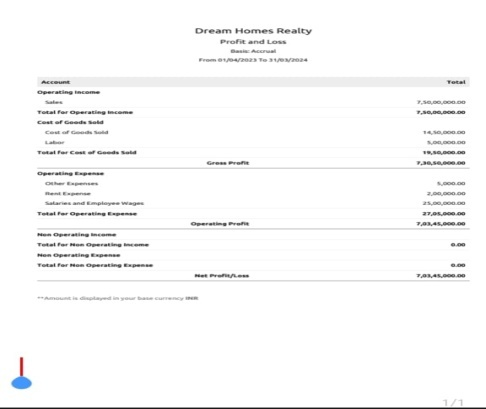 Dream Homes Realty
Profit and Loss
Basis: Accrual
From 01/04/2023 To 31/03/2024
Account Total
Operating Income
Sales 7,50,00,000.00
Total for Operating Income 7,50,00,000.00
Cost of Goods Sold
Cost of Goods Sold 14,50,000.00
Labor 5,00,000.00
Total for Cost of Goods Sold 19,50,000.00
Gross Profit 7,30,50,000.00
Operating Expense
Other Expenses 5,000.00
Rent Expense 2,00,000.00
Salaries and Employee Wages 25,00,000.00
Total for Operating Expense 27,05,000.00
Operating Profit 7,03,45,000.00
Non Operating Income
Total for Non Operating Income 0.00
Non Operating Expense
Total for Non Operating Expense 0.00
Net Profit/Loss 7,03,45,000.00
**Amount is displayed in your base currency INR
1/1